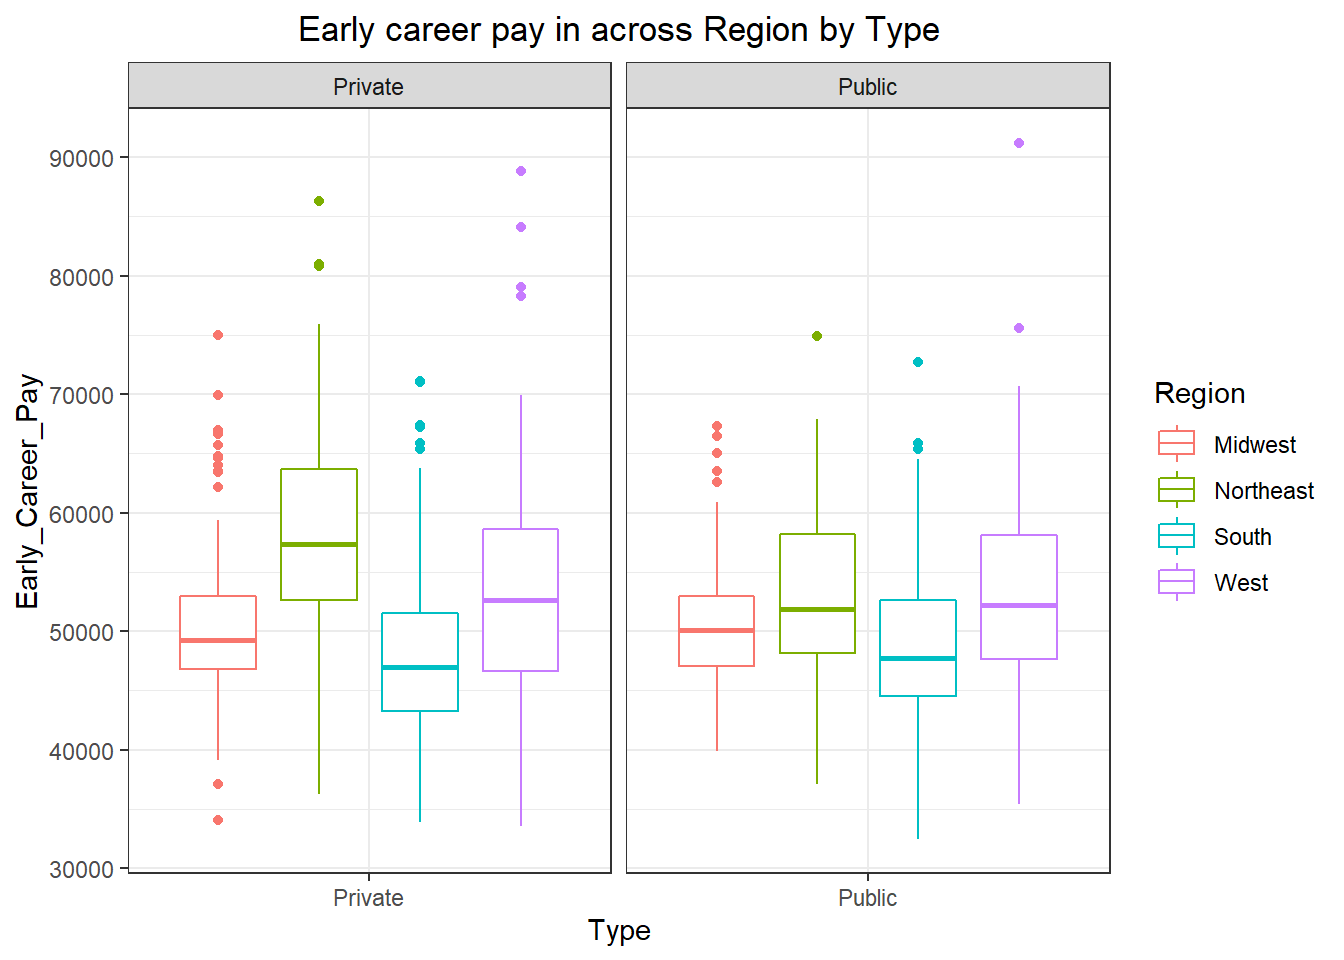 Early career pay in across Region by Type
Private
Public
90000
80000
70000
60000
50000
40000
30000
Early_Career_Pay
Private
Public
Type
Region
Midwest
Northeast
South
West